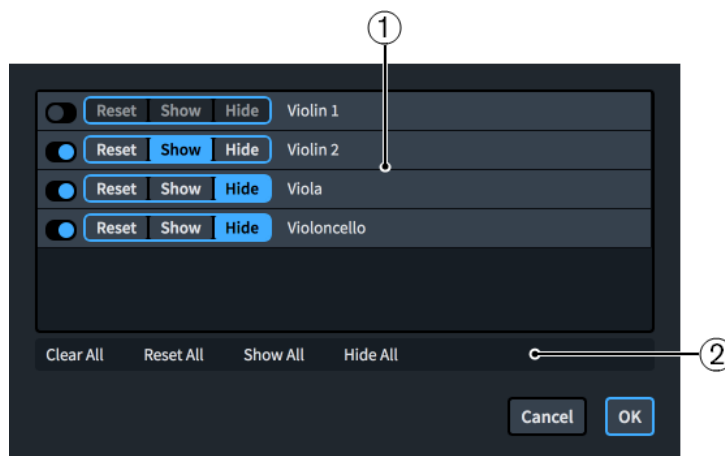 1
Reset Show Hide Violin 1
Reset Show Hide Violin 2
Reset Show Hide Viola
Reset Show Hide Violoncello
Clear All Reset All Show All Hide All
2
Cancel OK